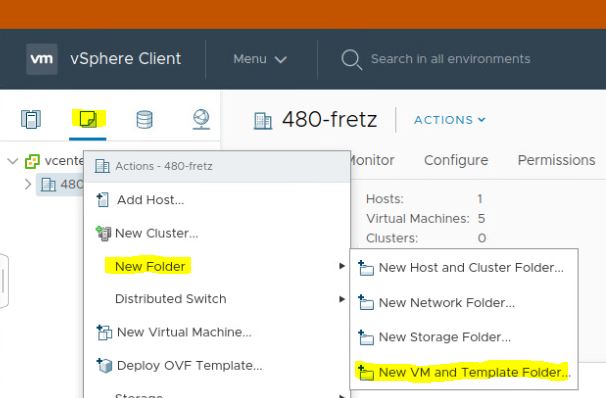 vm vSphere Client Menu Search in all environments
480-fretz ACTIONS
vcente
480
Actions - 480-fretz
Monitor Configure Permissions
Add Host...
Hosts: 1
Virtual Machines: 5
New Cluster...
Clusters: 0
New Folder
New Host and Cluster Folder...
Distributed Switch
New Network Folder...
New Virtual Machine...
New Storage Folder...
Deploy OVF Template...
New VM and Template Folder...
Storage